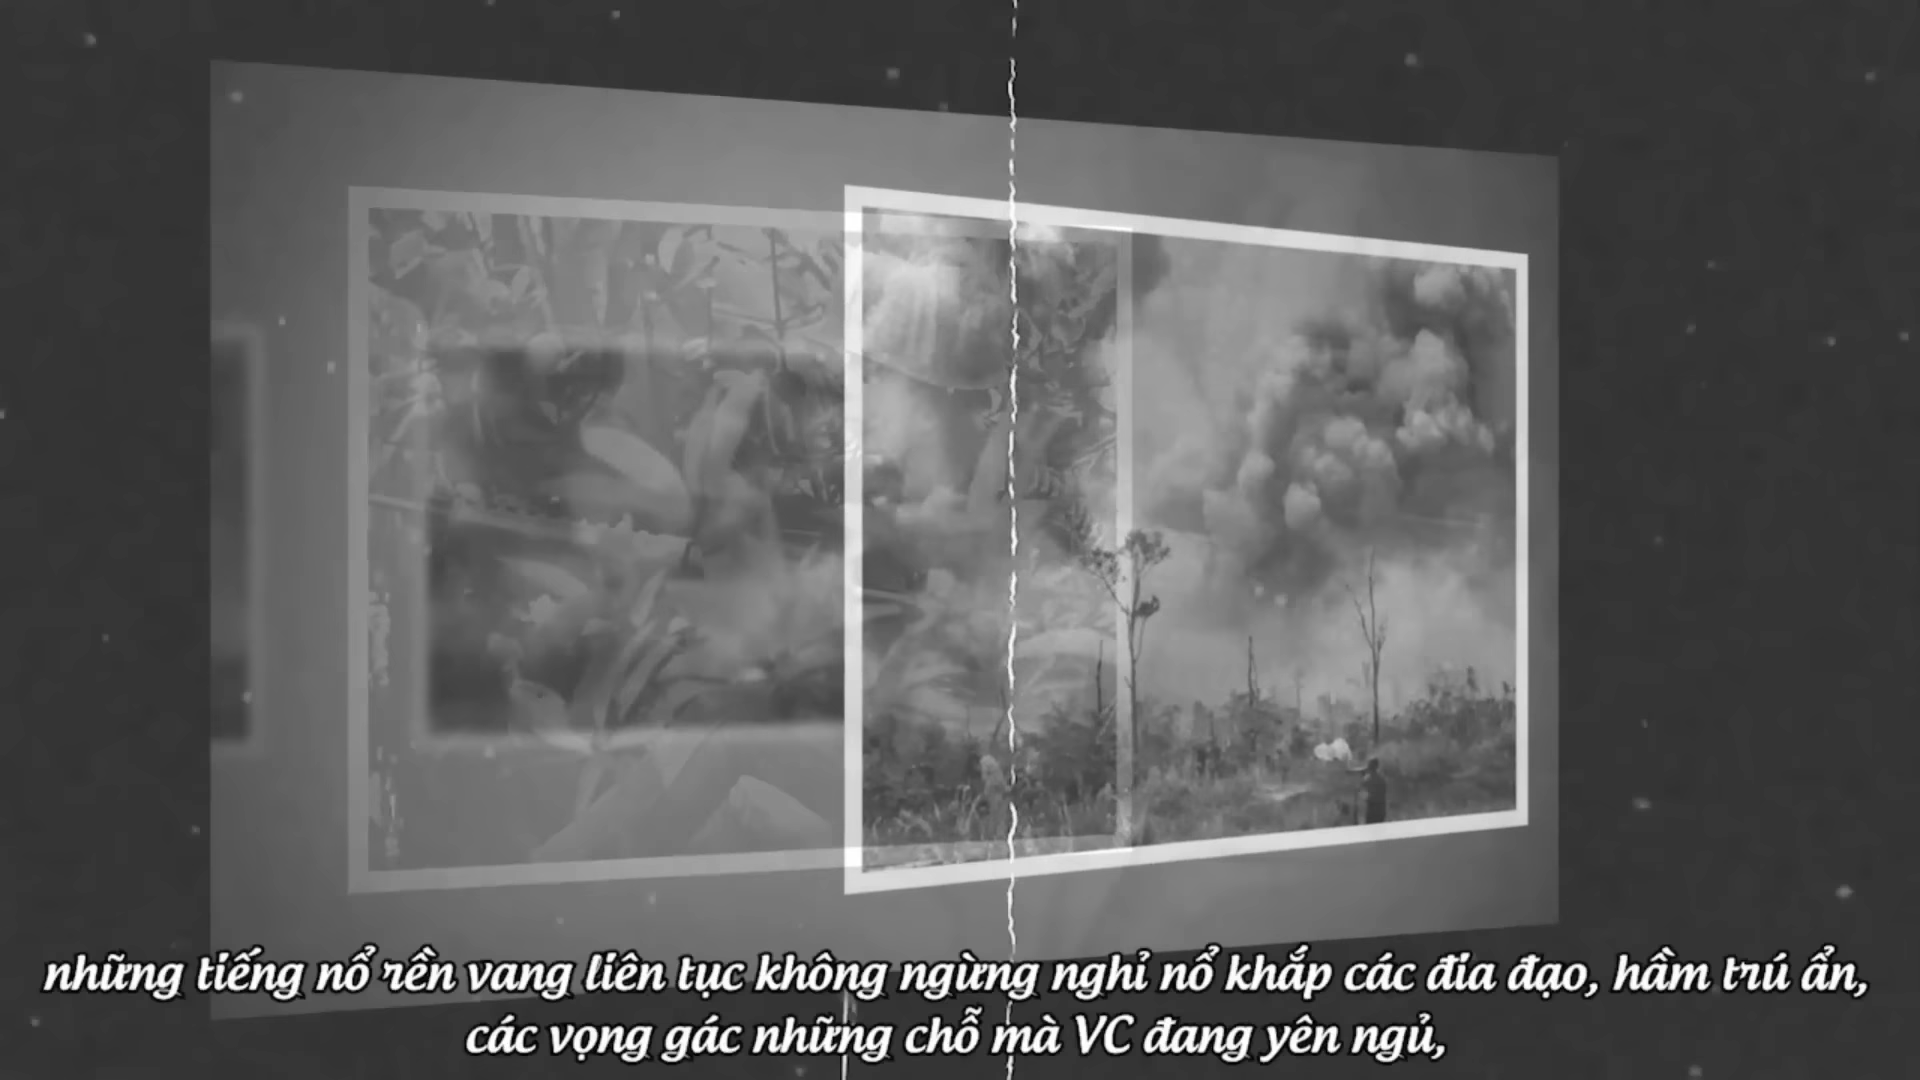 những tiếng nổ rền vang liên tục không ngừng nghỉ nổ khắp các đia đạo, hầm trú ẩn,
các vọng gác những chỗ mà VC đang yên ngủ,